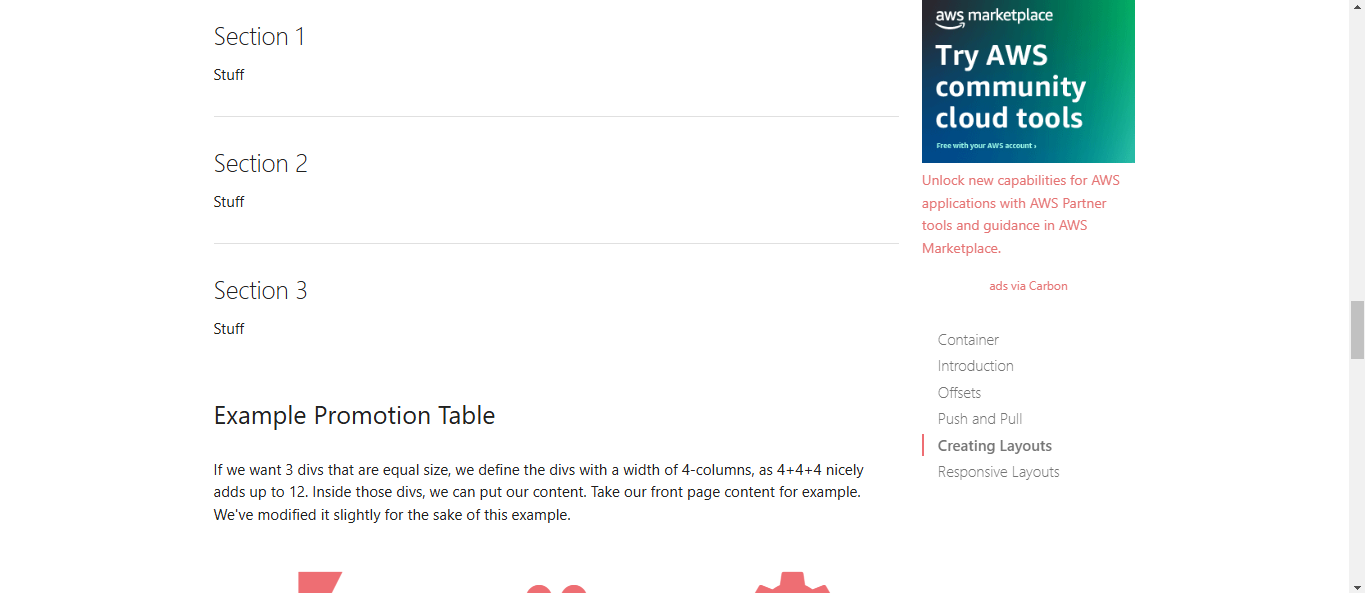 Section 1
Stuff
Section 2
Stuff
Section 3
Stuff
Example Promotion Table
If we want 3 divs that are equal size, we define the divs with a width of 4-columns, as 4+4+4 nicely
adds up to 12. Inside those divs, we can put our content. Take our front page content for example.
We've modified it slightly for the sake of this example.
aws marketplace
Try AWS
community
cloud tools
Free with your AWS account ›
Unlock new capabilities for AWS
applications with AWS Partner
tools and guidance in AWS
Marketplace.
ads via Carbon
Container
Introduction
Offsets
Push and Pull
Creating Layouts
Responsive Layouts